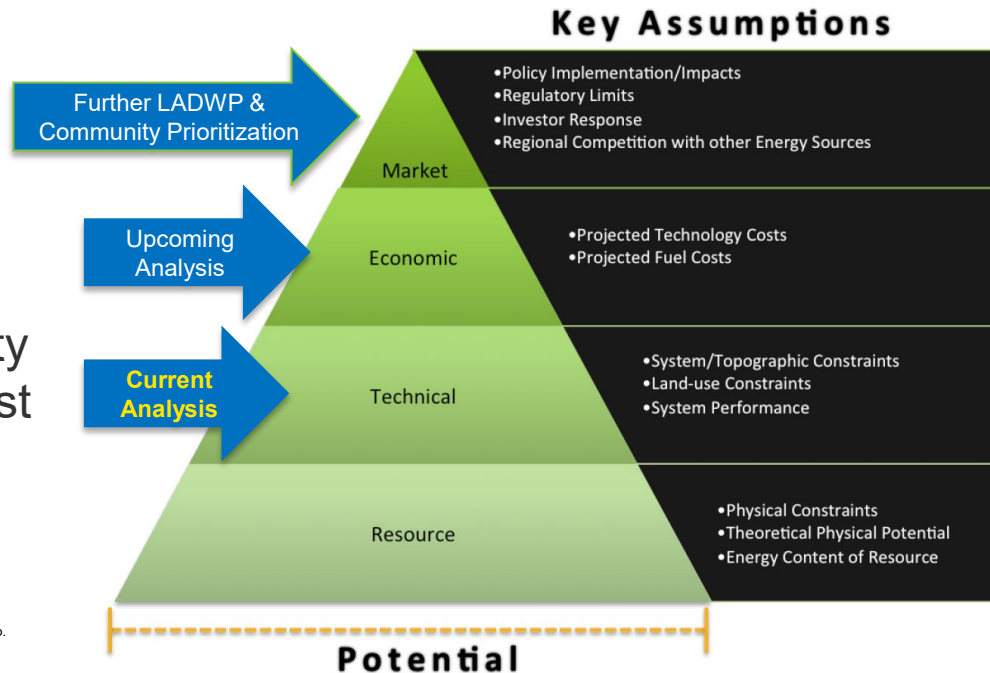 Key Assumptions
Further LADWP &
Community Prioritization
•Policy Implementation/Impacts
•Regulatory Limits
•Investor Response
•Regional Competition with other Energy Sources
Market
Upcoming
Analysis
Economic
•Projected Technology Costs
•Projected Fuel Costs
ty
st
Current
Analysis
Technical
•System/Topographic Constraints
•Land-use Constraints
•System Performance
Resource
•Physical Constraints
•Theoretical Physical Potential
•Energy Content of Resource
Potential